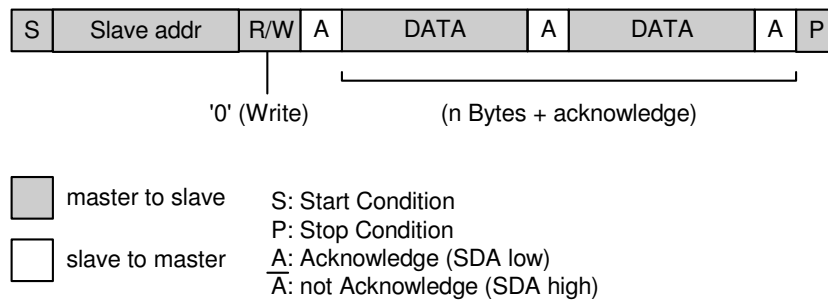 S Slave addr R/W A DATA A DATA A P
'0' (Write) (n Bytes + acknowledge)
master to slave
slave to master
S: Start Condition
P: Stop Condition
A: Acknowledge (SDA low)
A̅: not Acknowledge (SDA high)